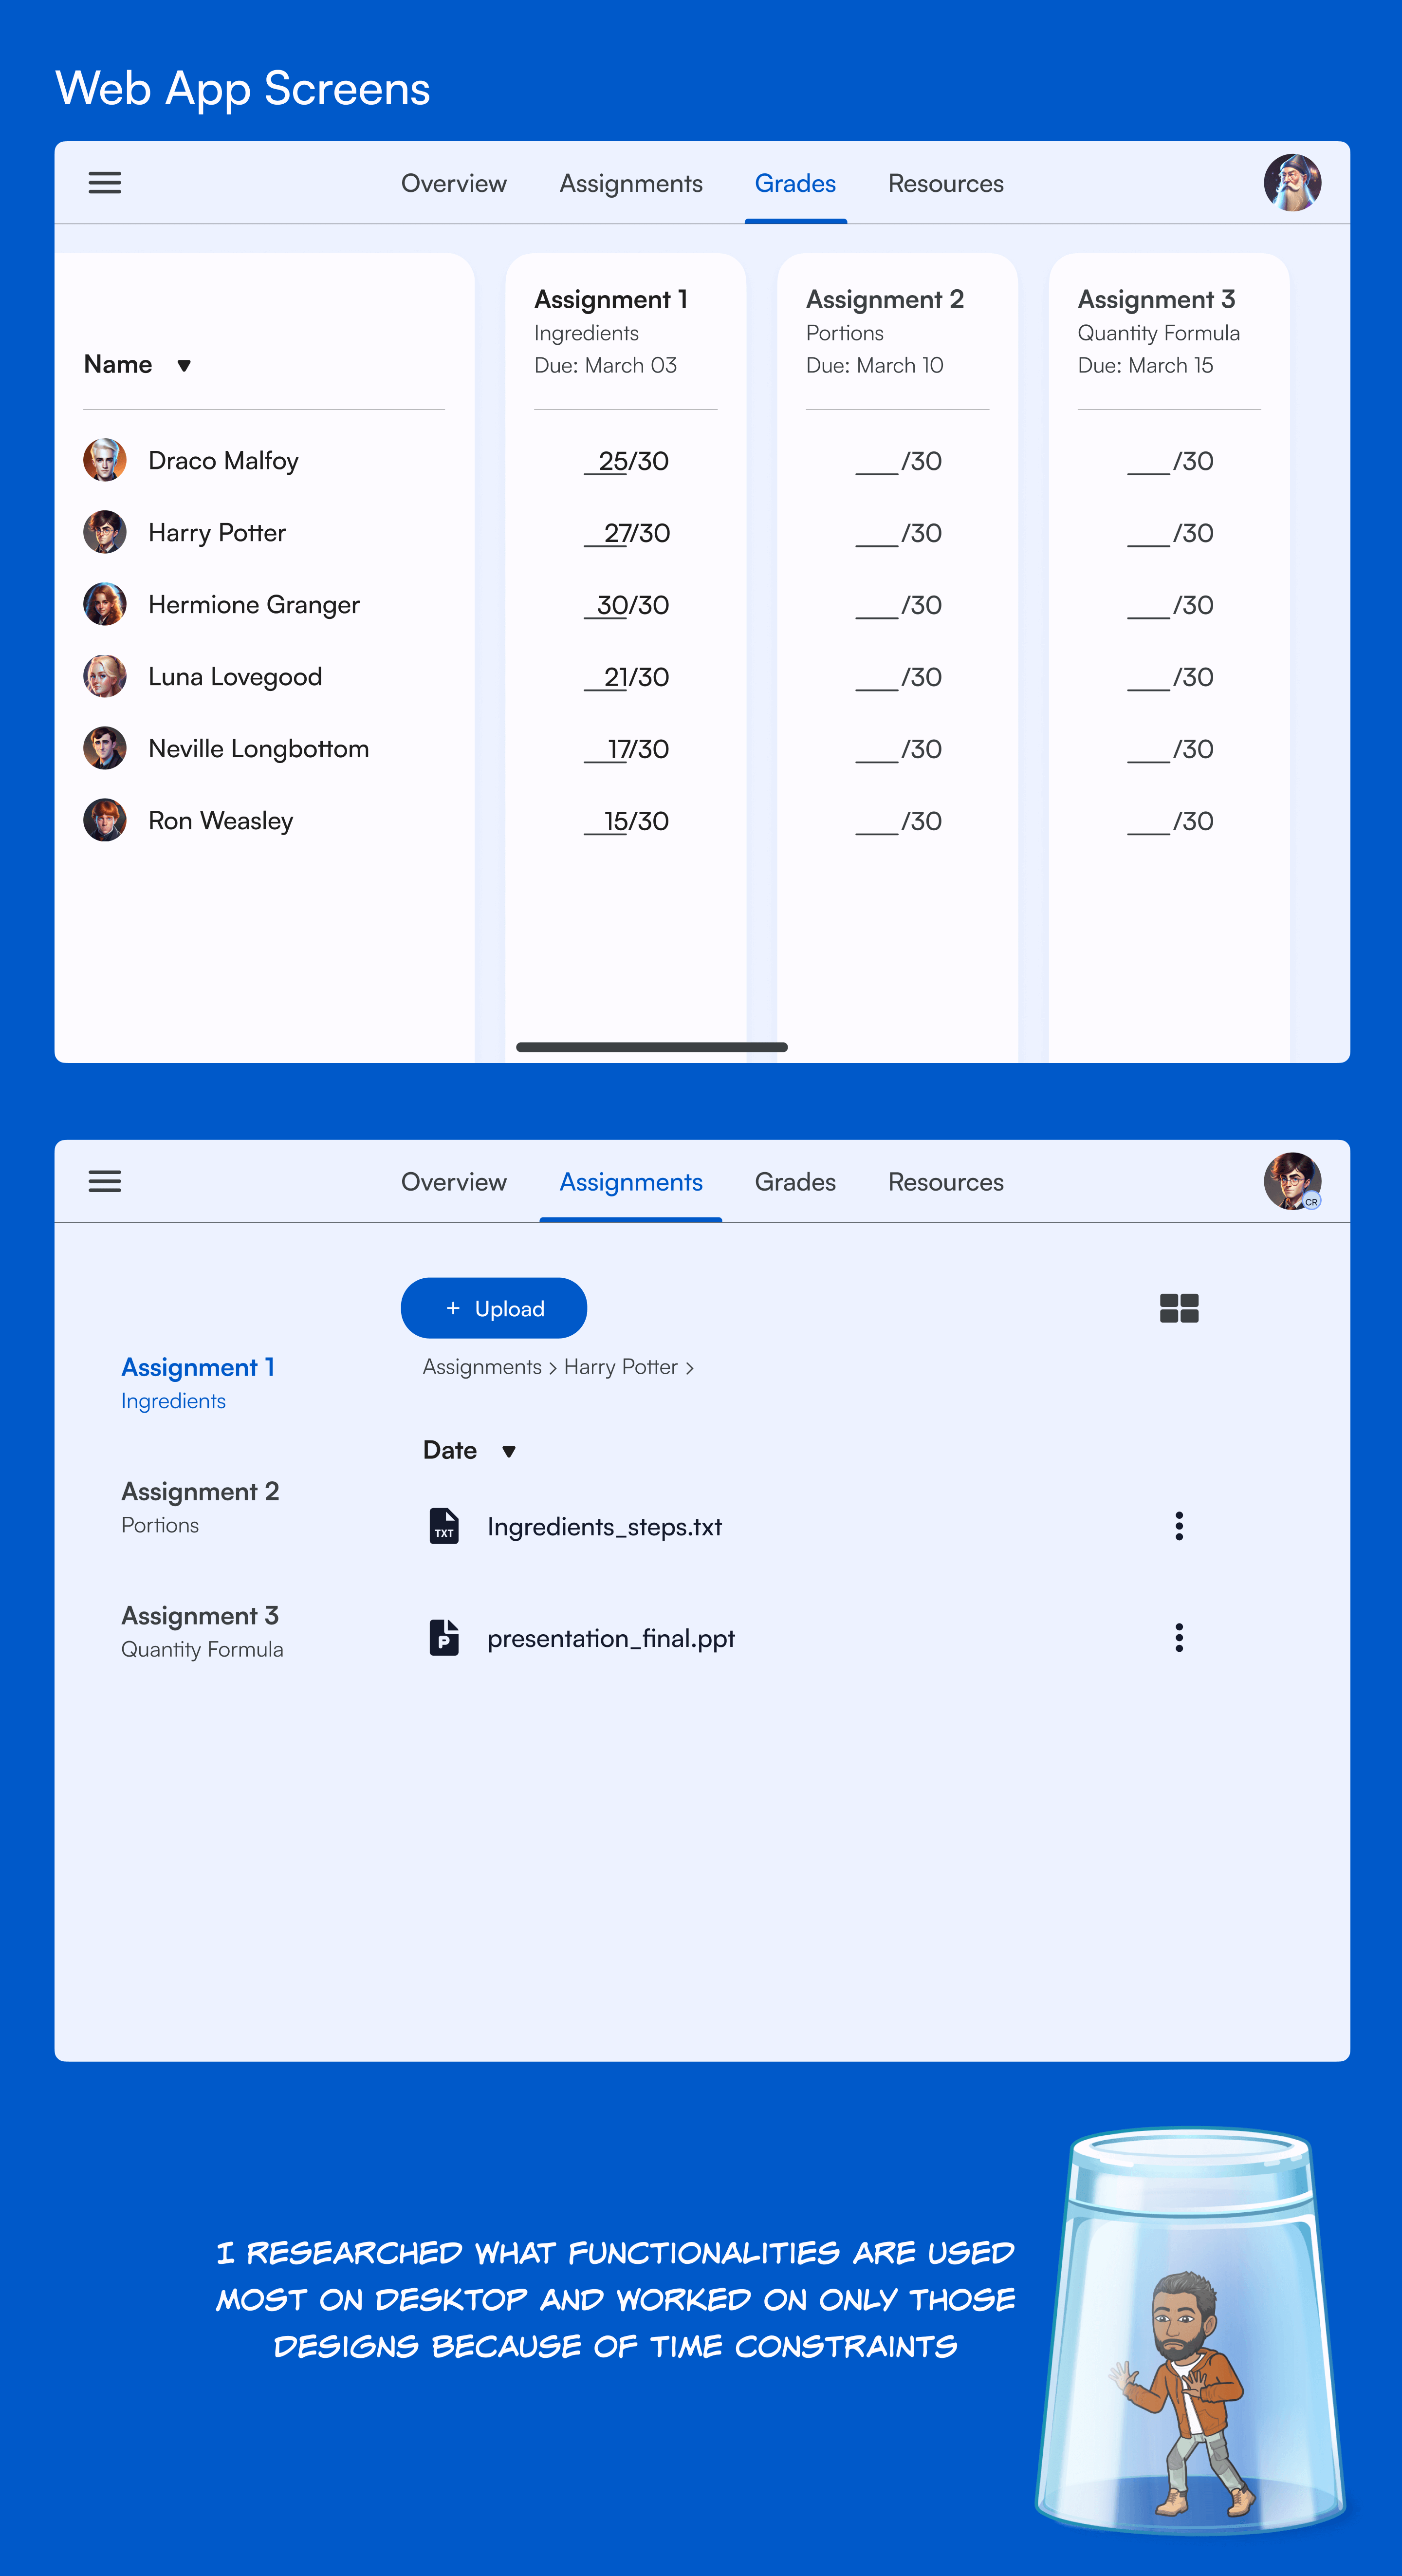 Web App Screens
Overview Assignments Grades Resources
Assignment 1 Assignment 2 Assignment 3
Ingredients Portions Quantity Formula
Name Due: March 03 Due: March 10 Due: March 15
Draco Malfoy 25/30 ___/30 ___/30
Harry Potter 27/30 ___/30 ___/30
Hermione Granger 30/30 ___/30 ___/30
Luna Lovegood 21/30 ___/30 ___/30
Neville Longbottom 17/30 ___/30 ___/30
Ron Weasley 15/30 ___/30 ___/30
Overview Assignments Grades Resources
CR
+ Upload
Assignment 1
Ingredients
Assignment 2
Portions
Assignment 3
Quantity Formula
Assignments > Harry Potter >
Date
TXT Ingredients_steps.txt
P presentation_final.ppt
I RESEARCHED WHAT FUNCTIONALITIES ARE USED
MOST ON DESKTOP AND WORKED ON ONLY THOSE
DESIGNS BECAUSE OF TIME CONSTRAINTS